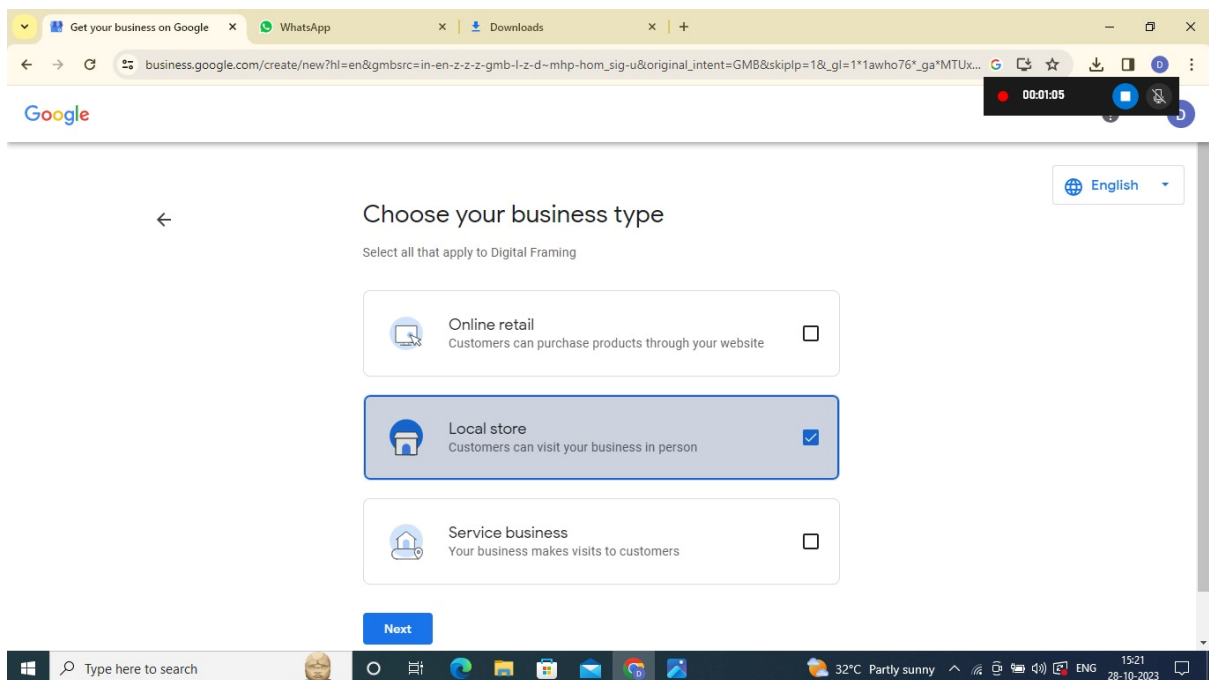 Get your business on Google
WhatsApp
Downloads
business.google.com/create/new?hl=en&gmbsrc=in-en-z-z-z-gmb-l-z-d~mhp-hom_sig-u&original_intent=GMB&skiplp=1&_gl=1*1awho76*_ga*MTUx...
G
D
00:01:05
Google
D
English
Choose your business type
Select all that apply to Digital Framing
Online retail
Customers can purchase products through your website
Local store
Customers can visit your business in person
Service business
Your business makes visits to customers
Next
Type here to search
32°C Partly sunny
ENG
15:21
28-10-2023